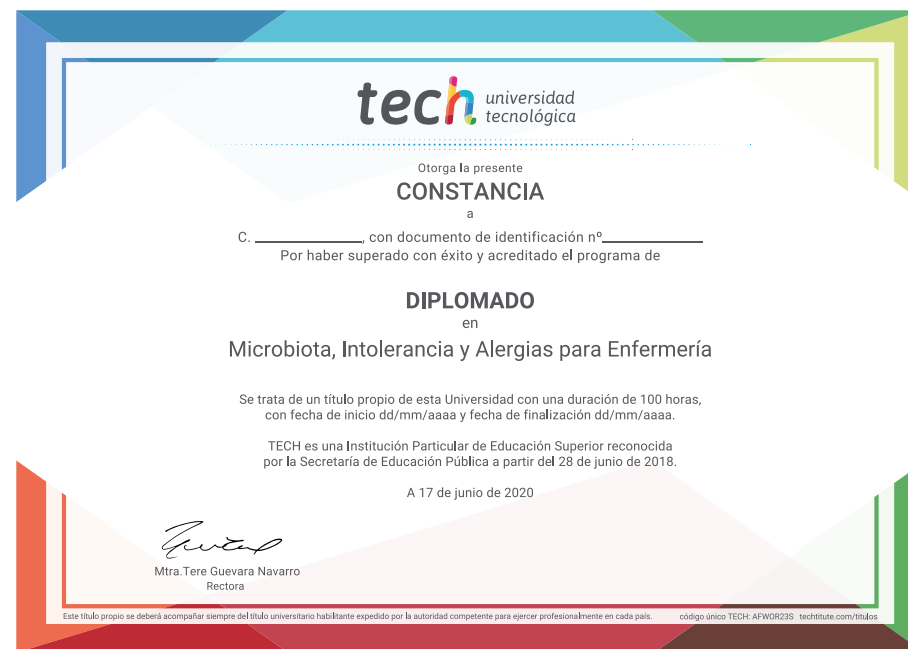 tech universidad
tecnológica
Otorga la presente
CONSTANCIA
a
C. ____________, con documento de identificación nº____________
Por haber superado con éxito y acreditado el programa de
DIPLOMADO
en
Microbiota, Intolerancia y Alergias para Enfermería
Se trata de un título propio de esta Universidad con una duración de 100 horas,
con fecha de inicio dd/mm/aaaa y fecha de finalización dd/mm/aaaa.
TECH es una Institución Particular de Educación Superior reconocida
por la Secretaría de Educación Pública a partir del 28 de junio de 2018.
A 17 de junio de 2020
Mtra.Tere Guevara Navarro
Rectora
Este título propio se deberá acompañar siempre del título universitario habilitante expedido por la autoridad competente para ejercer profesionalmente en cada país. código único TECH: AFWOR23S techtitute.com/titulos